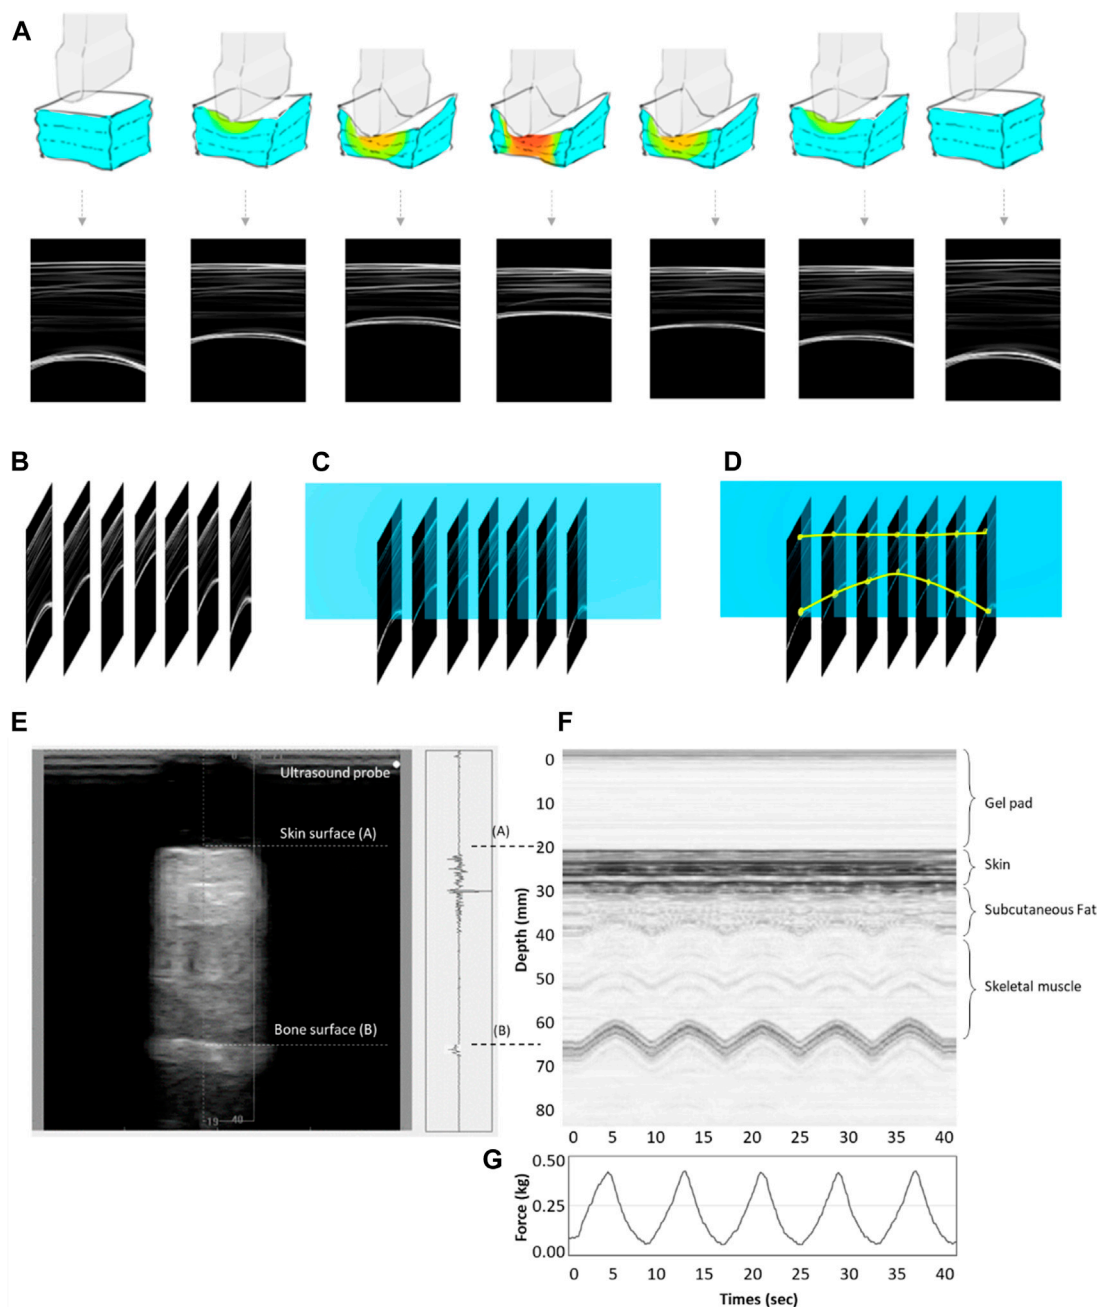 A
B
C
D
E
F
Ultrasound probe
Skin surface (A)
Bone surface (B)
19
40
(A)
(B)
Depth (mm)
0
10
20
30
40
50
60
70
80
Gel pad
Skin
Subcutaneous Fat
Skeletal muscle
0 5 10 15 20 25 30 35 40
G
Force (kg)
0.50
0.25
0.00
0 5 10 15 20 25 30 35 40
Times (sec)